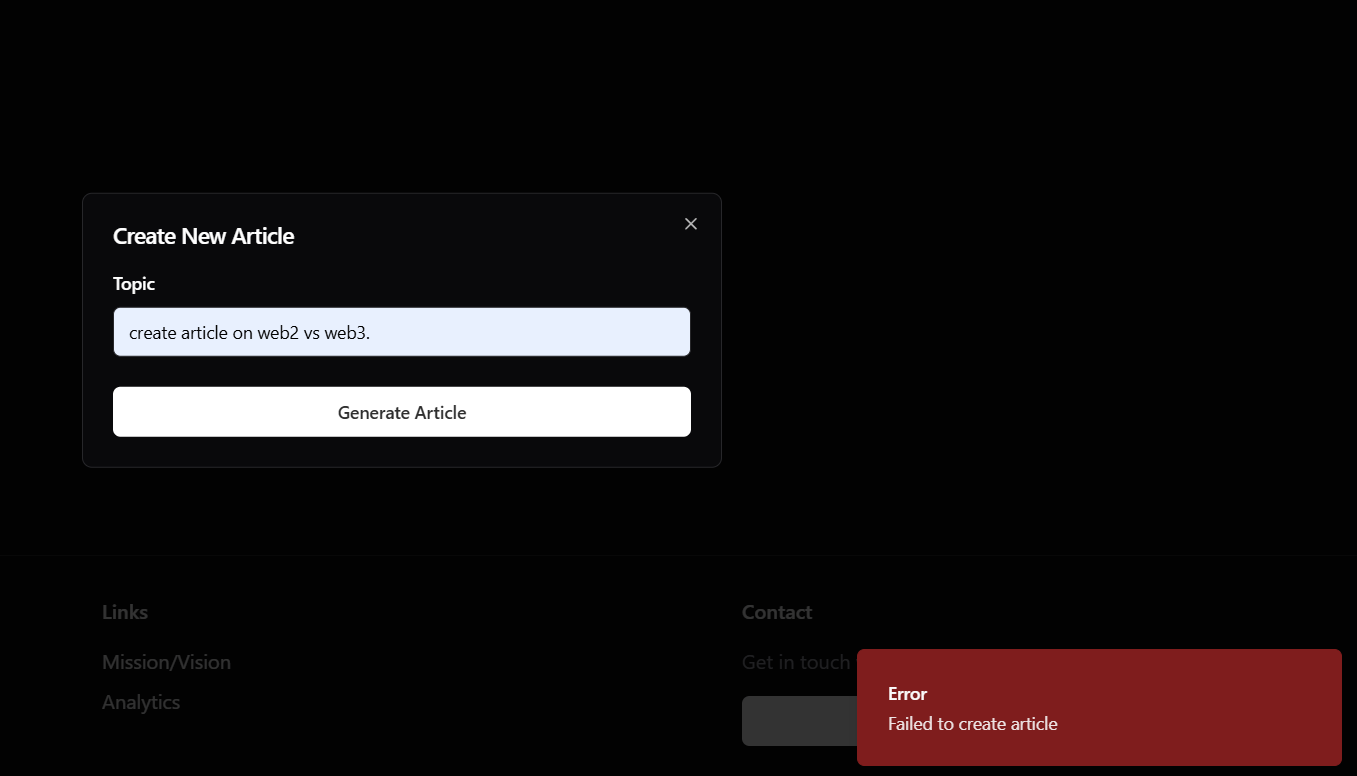 Create New Article
Topic
create article on web2 vs web3.
Generate Article
Links
Mission/Vision
Analytics
Contact
Get in touch
Error
Failed to create article